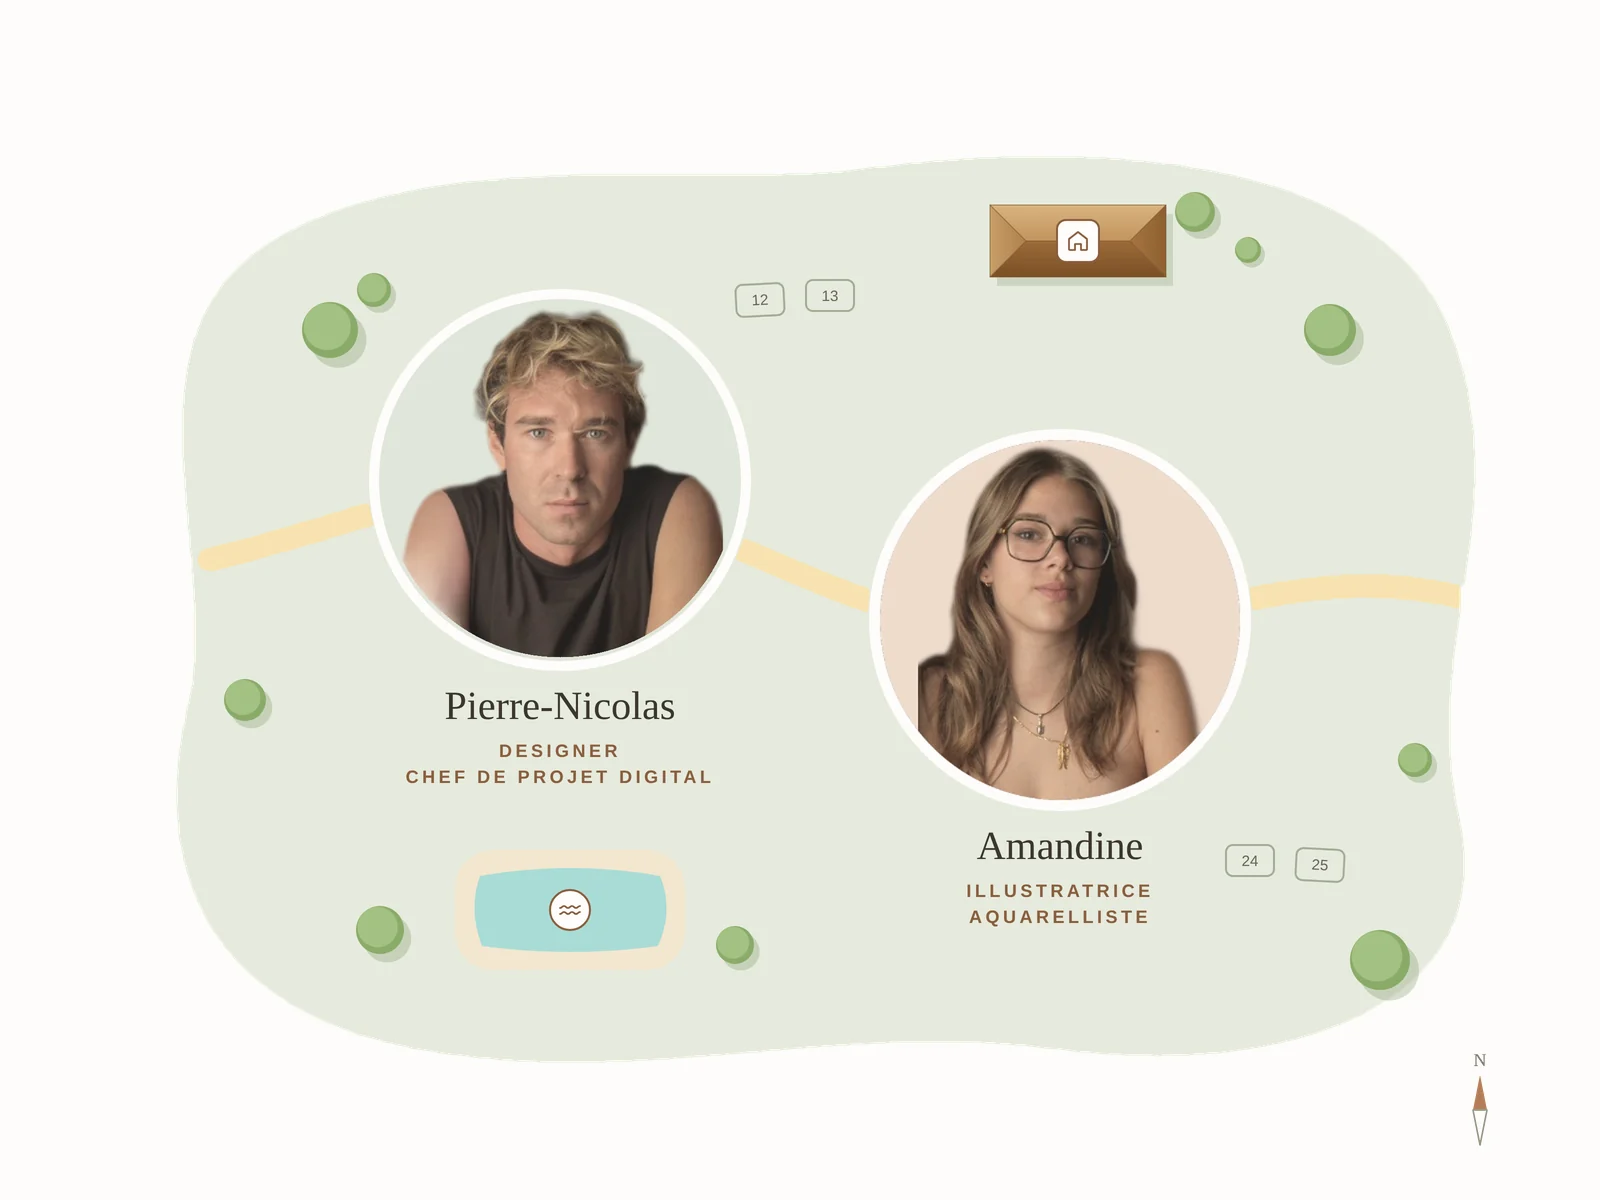 12
13
Pierre-Nicolas
DESIGNER
CHEF DE PROJET DIGITAL
Amandine
ILLUSTRATRICE
AQUARELLISTE
24
25
N